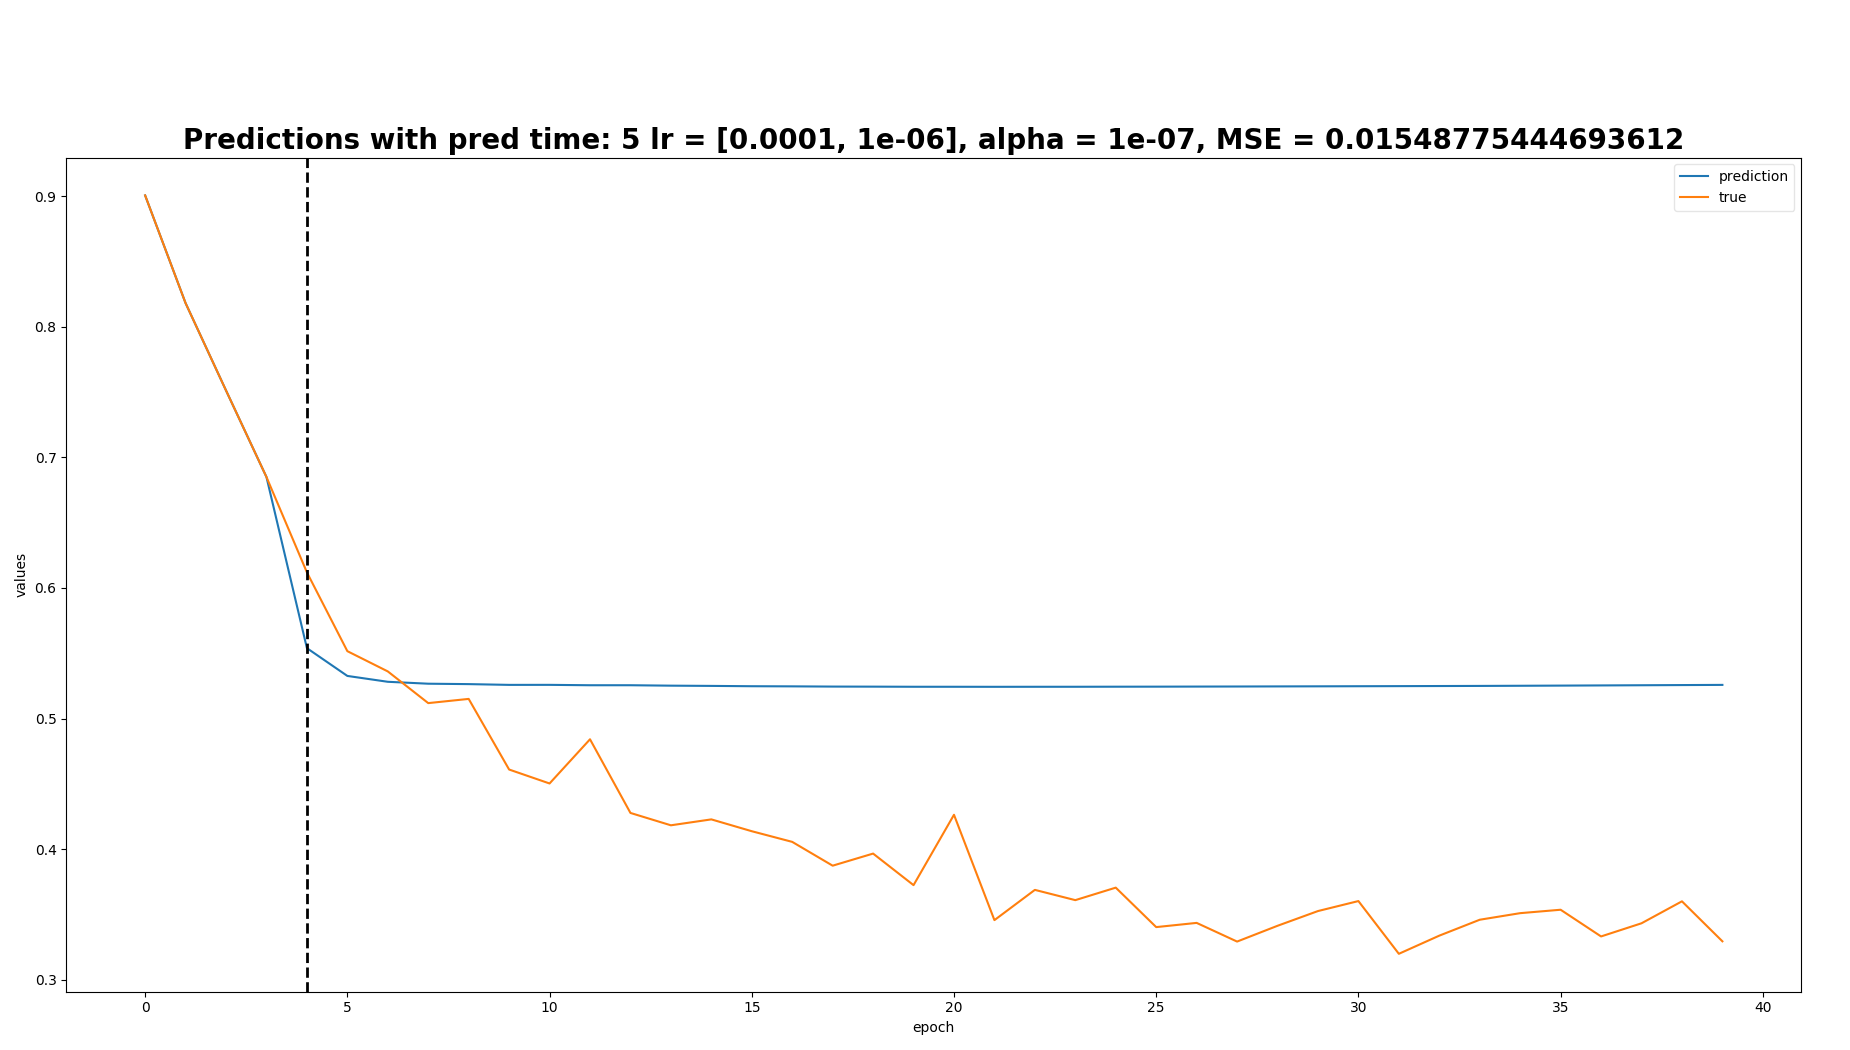 Predictions with pred time: 5 lr = [0.0001, 1e-06], alpha = 1e-07, MSE = 0.01548775444693612
prediction
true
0.9
0.8
0.7
0.6
0.5
0.4
0.3
values
0 5 10 15 20 25 30 35 40
epoch